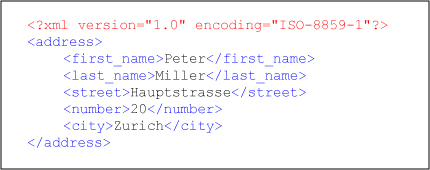 <?xml version="1.0" encoding="ISO-8859-1"?>
<address>
<first_name>Peter</first_name>
<last_name>Miller</last_name>
<street>Hauptstrasse</street>
<number>20</number>
<city>Zurich</city>
</address>